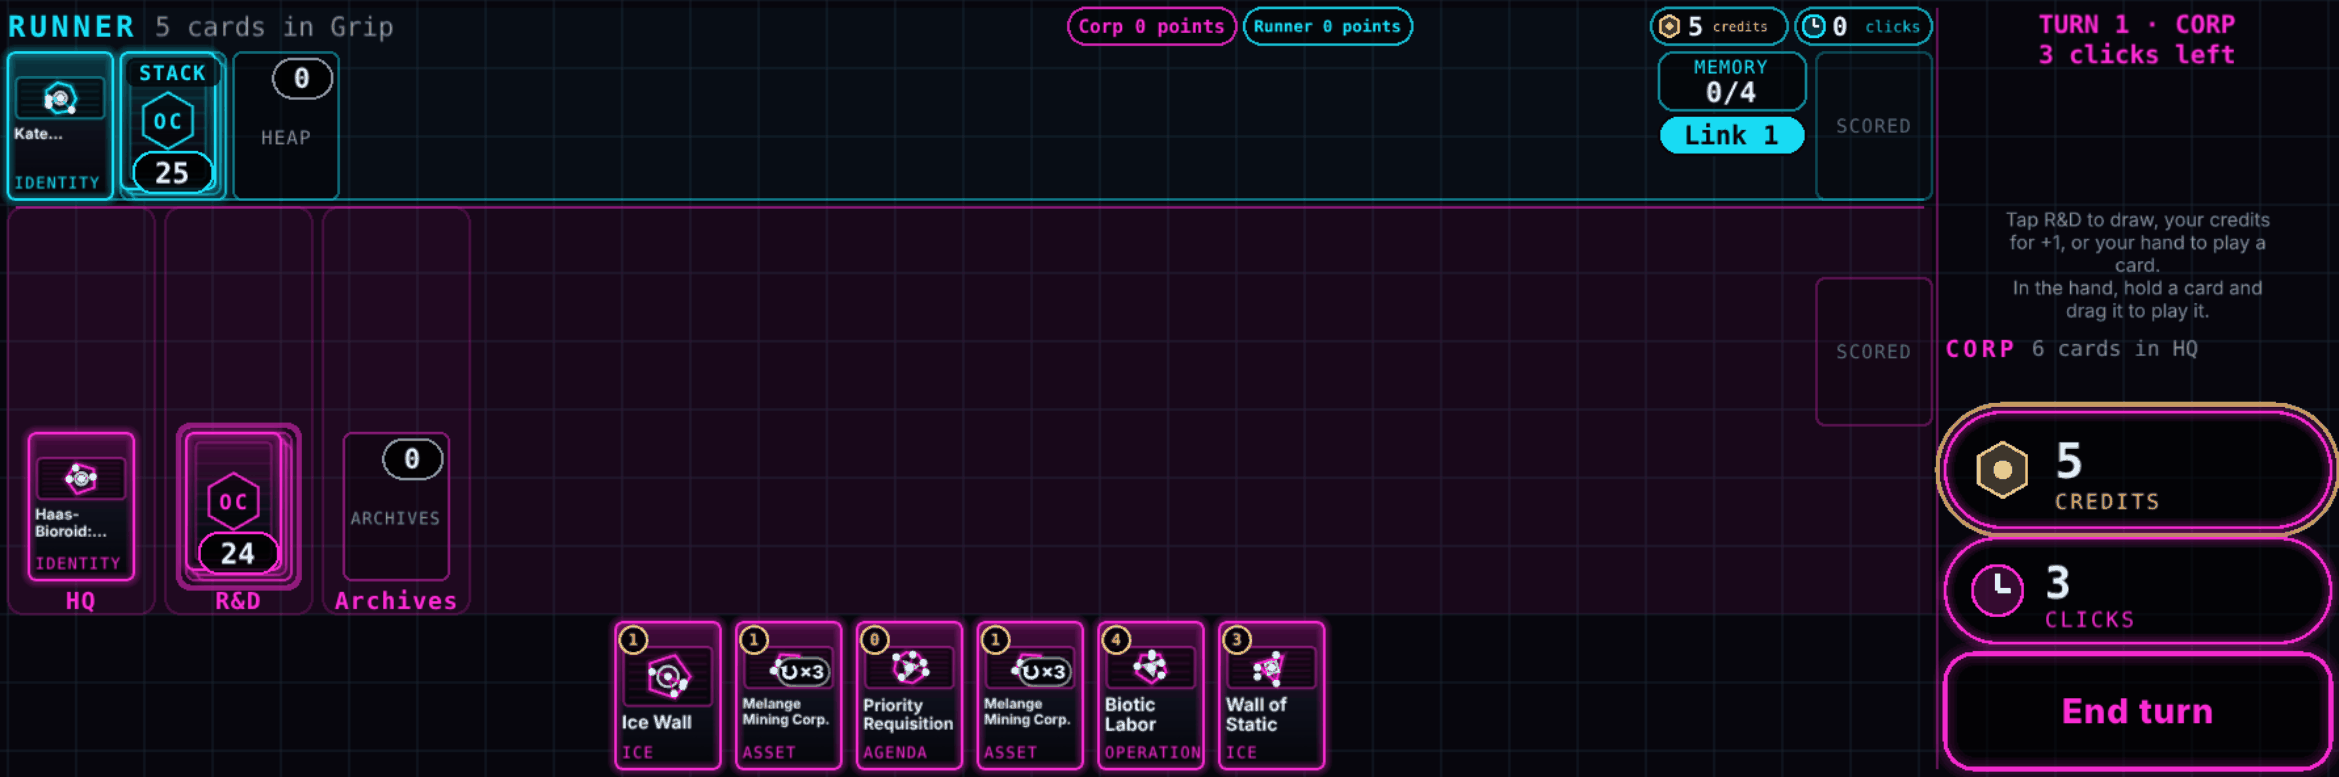 RUNNER 5 cards in Grip
Corp 0 points
Runner 0 points
5 credits
0 clicks
TURN 1 · CORP
3 clicks left
Kate...
IDENTITY
STACK
OC
25
0
HEAP
MEMORY
0/4
Link 1
SCORED
Tap R&D to draw, your credits
for +1, or your hand to play a
card.
In the hand, hold a card and
drag it to play it.
SCORED
CORP 6 cards in HQ
Haas-
Bioroid:...
IDENTITY
HQ
OC
24
R&D
0
ARCHIVES
Archives
5
CREDITS
3
CLICKS
End turn
1
Ice Wall
ICE
1
×3
Melange
Mining Corp.
ASSET
0
Priority
Requisition
AGENDA
1
×3
Melange
Mining Corp.
ASSET
4
Biotic
Labor
OPERATION
3
Wall of
Static
ICE